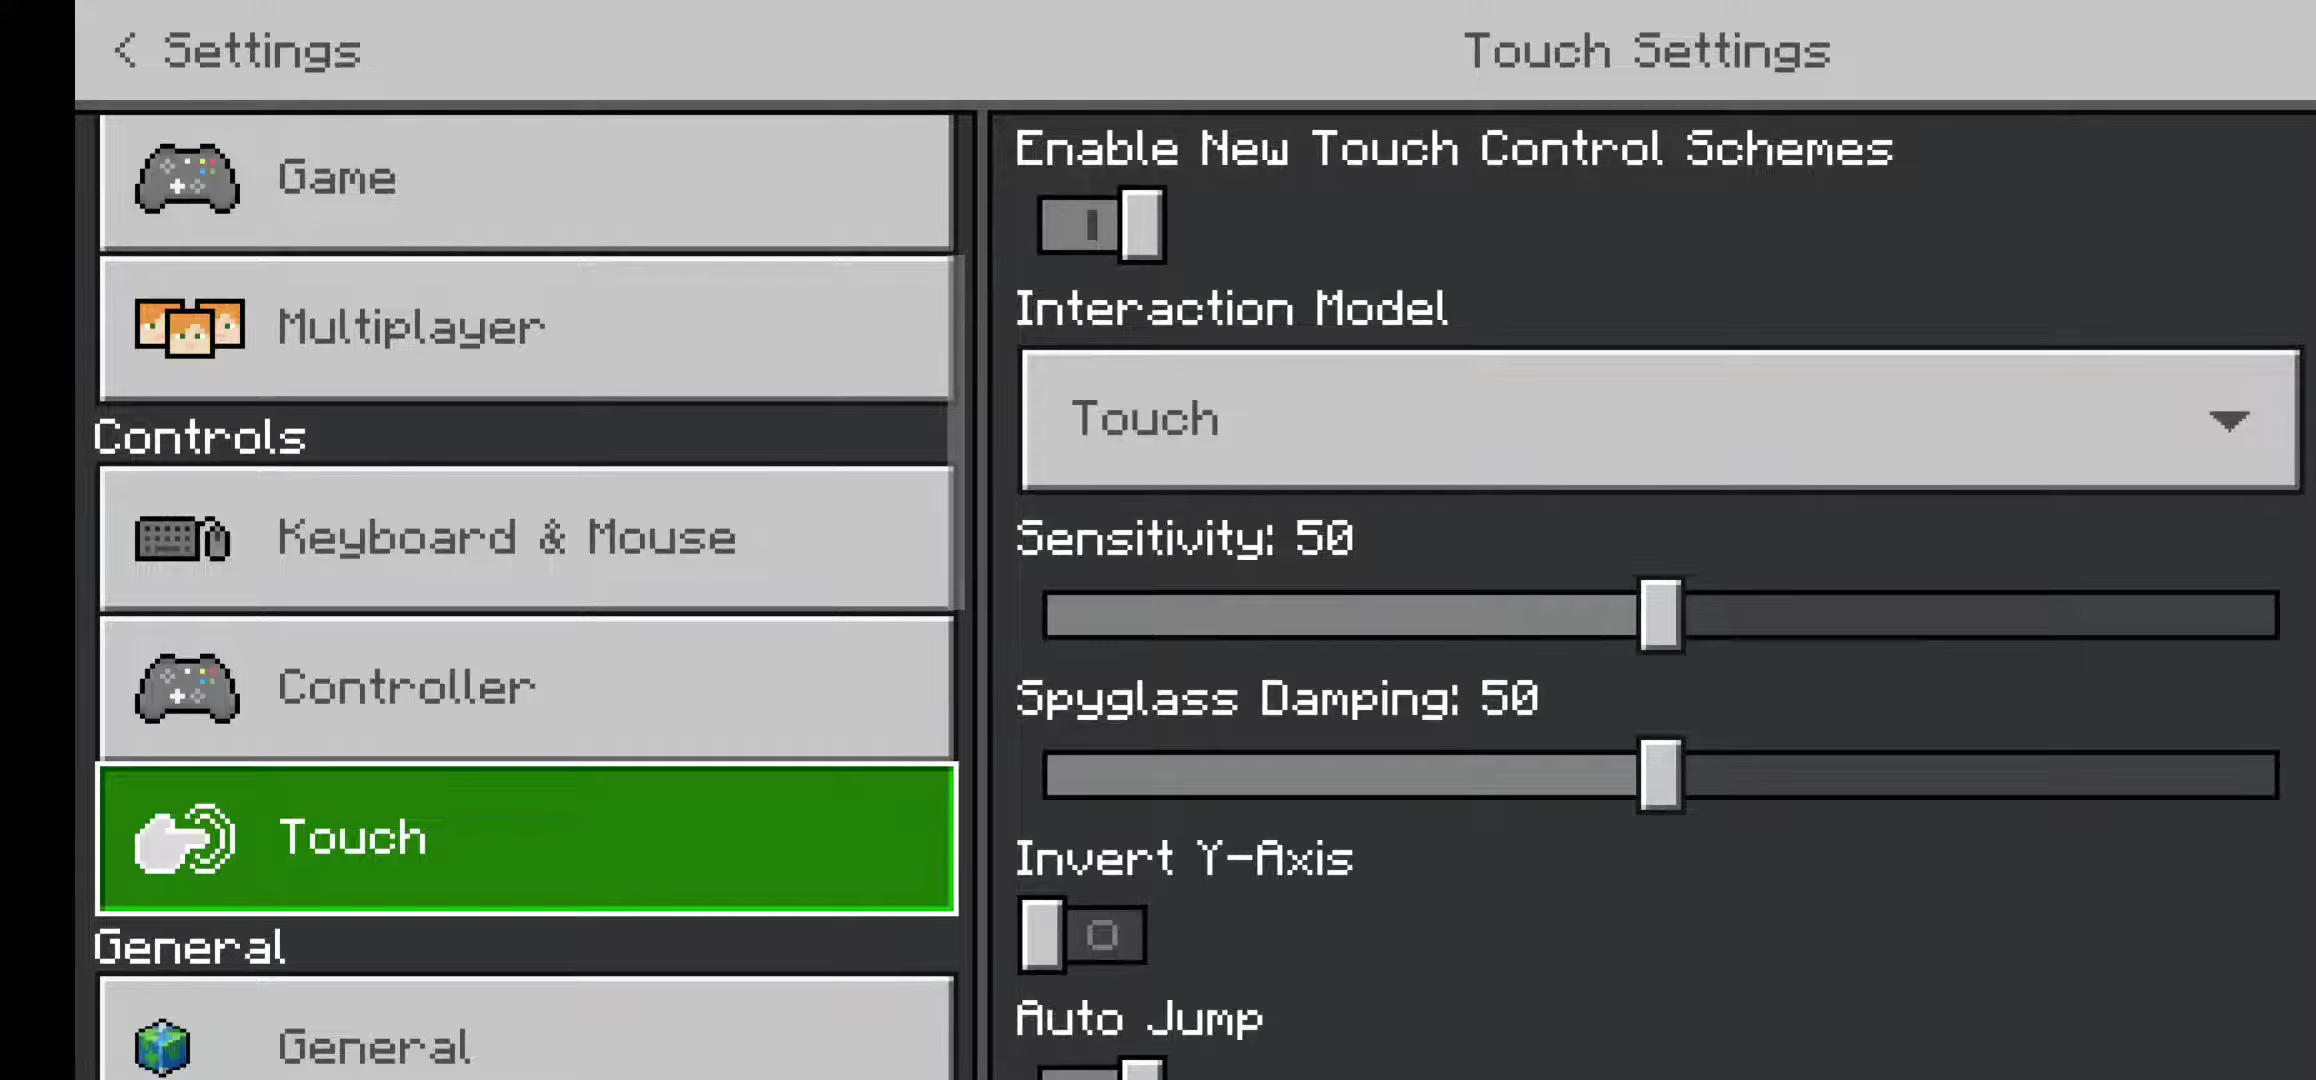 < Settings
Touch Settings
Game
Multiplayer
Controls
Keyboard & Mouse
Controller
Touch
General
General
Enable New Touch Control Schemes
Interaction Model
Touch
Sensitivity: 50
Spyglass Damping: 50
Invert Y-Axis
Auto Jump